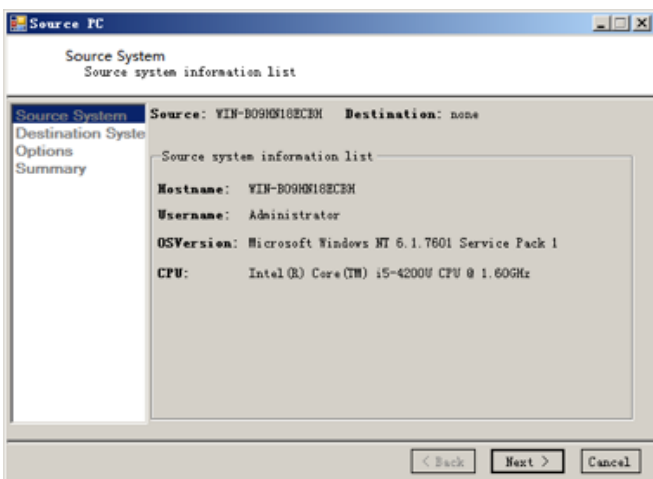 Source PC
Source System
Source system information list
Source System
Destination Syste
Options
Summary
Source: WIN-BO9HN18ECBH Destination: none
Source system information list
Hostname: WIN-BO9HN18ECBH
Username: Administrator
OSVersion: Microsoft Windows NT 6.1.7601 Service Pack 1
CPU: Intel(R) Core(TM) i5-4200U CPU @ 1.60GHz
< Back
Next >
Cancel